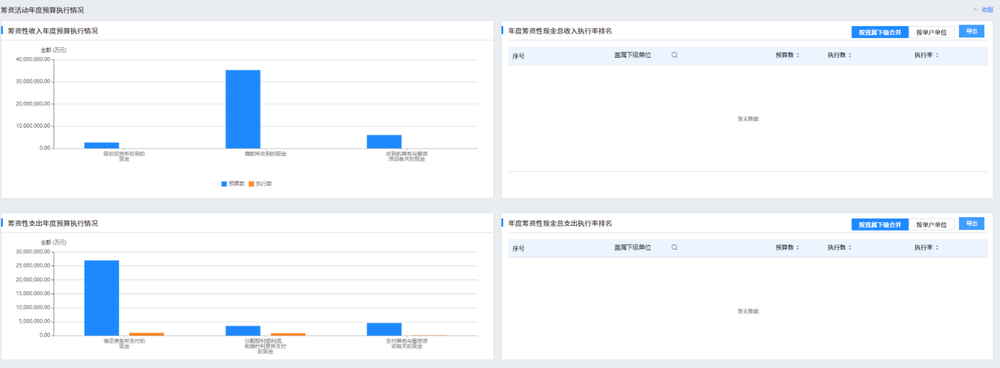 筹资活动年度预算执行情况
收起
筹资性收入年度预算执行情况
金额 (万元)
40,000,000.00
30,000,000.00
20,000,000.00
10,000,000.00
0.00
吸收投资所收到的
现金
借款所收到的现金
收到的其他与筹资
活动有关的现金
预算数 执行数
年度筹资性现金总收入执行率排名
按直属下级合并 按单户单位 导出
序号 直属下级单位 预算数 执行数 执行率
暂无数据
筹资性支出年度预算执行情况
金额 (万元)
30,000,000.00
25,000,000.00
20,000,000.00
15,000,000.00
10,000,000.00
5,000,000.00
0.00
偿还债务所支付的
现金
分配股利或利润、
和偿付利息所支付
的现金
支付其他与筹资活
动有关的现金
年度筹资性现金总支出执行率排名
按直属下级合并 按单户单位 导出
序号 直属下级单位 预算数 执行数 执行率
暂无数据